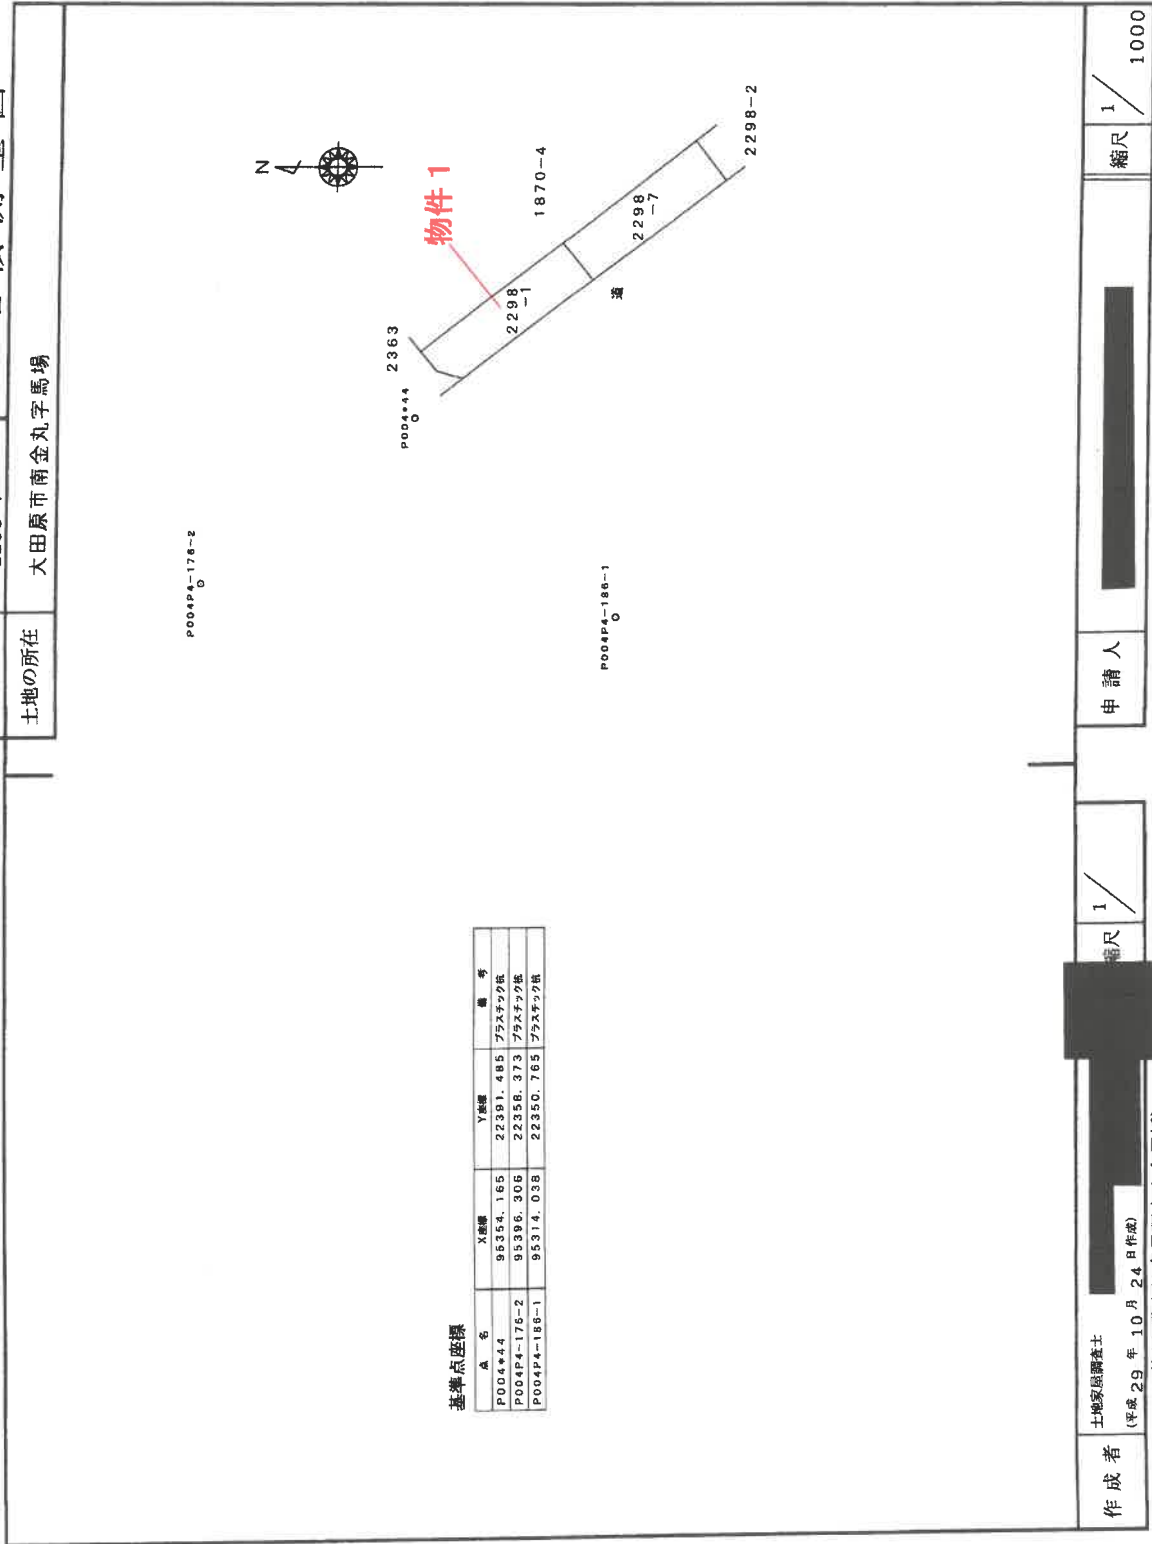 土地の所在
大田原市南金丸字馬場
N
物件1
2363
1870-4
2298
-1
2298
-7
2298-2
道
P004*44
P004P4-176-2
P004P4-186-1
基準点座標
点 名 X座標 Y座標 備 考
P004*44 95354.165 22391.485 プラスチック杭
P004P4-176-2 95396.306 22358.373 プラスチック杭
P004P4-186-1 95314.038 22350.765 プラスチック杭
作成者
土地家屋調査士
(平成29年10月24日作成)
縮尺 1/
申請人
縮尺 1/1000